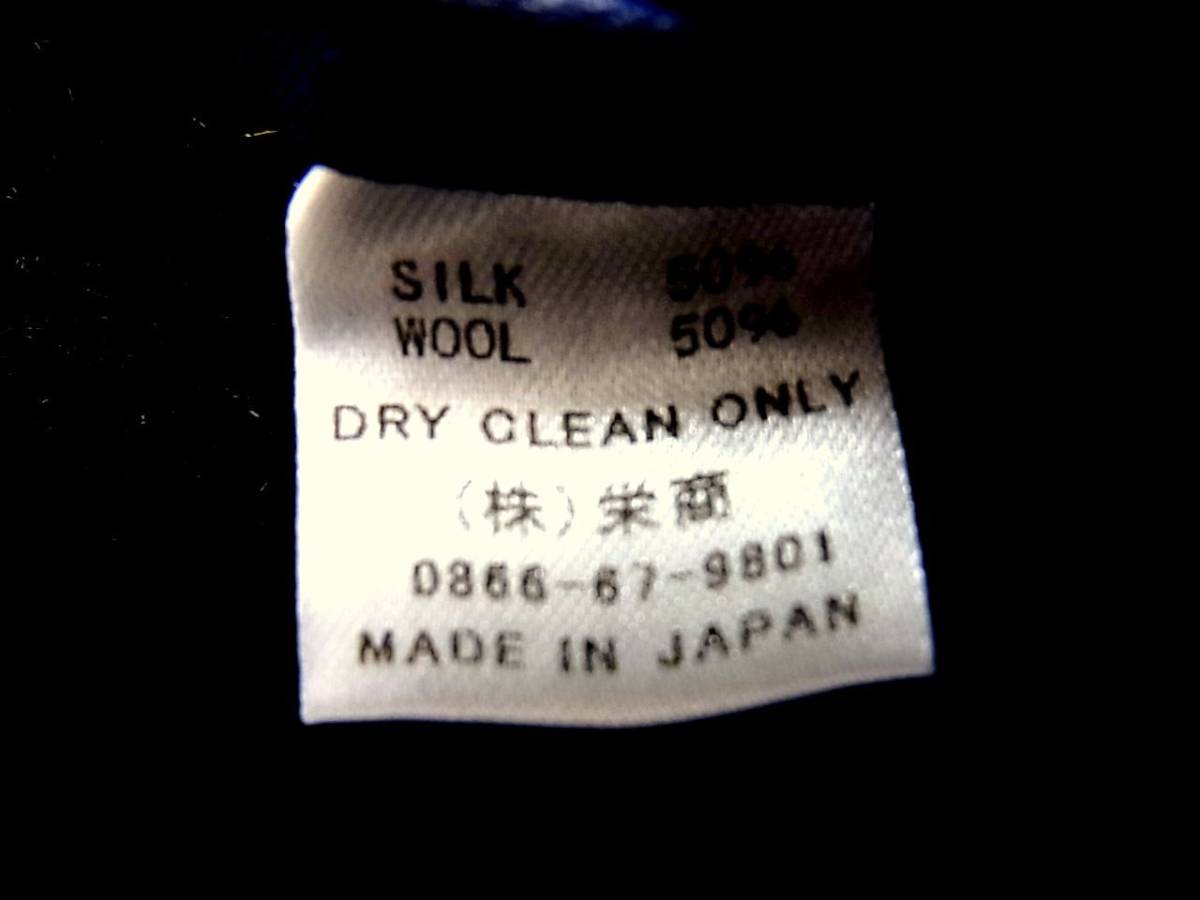 SILK 50%
WOOL 50%
DRY CLEAN ONLY
(株)栄商
0866-67-9801
MADE IN JAPAN